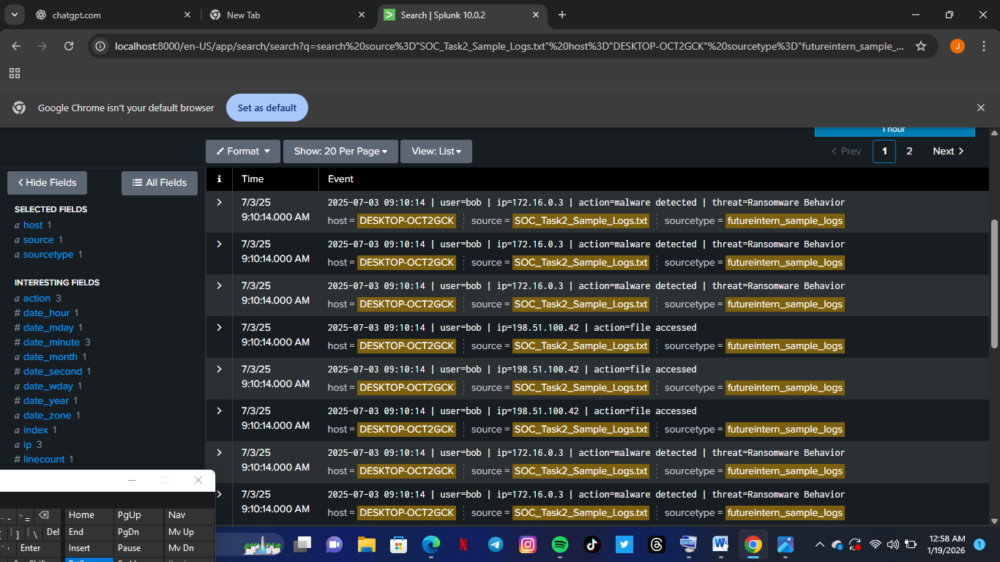 chatgpt.com
New Tab
Search | Splunk 10.0.2
localhost:8000/en-US/app/search/search?q=search%20source%3D"SOC_Task2_Sample_Logs.txt"%20host%3D"DESKTOP-OCT2GCK"%20sourcetype%3D"futureintern_sample_...
J
Google Chrome isn't your default browser
Set as default
1 hour
Format
Show: 20 Per Page
View: List
< Prev 1 2 Next >
< Hide Fields
All Fields
i Time Event
SELECTED FIELDS
a host 1
a source 1
a sourcetype 1
INTERESTING FIELDS
a action 3
# date_hour 1
# date_mday 1
# date_minute 3
a date_month 1
# date_second 1
a date_wday 1
# date_year 1
a date_zone 1
a index 1
a ip 3
# linecount 1
7/3/25
9:10:14.000 AM
2025-07-03 09:10:14 | user=bob | ip=172.16.0.3 | action=malware detected | threat=Ransomware Behavior
host = DESKTOP-OCT2GCK source = SOC_Task2_Sample_Logs.txt sourcetype = futureintern_sample_logs
7/3/25
9:10:14.000 AM
2025-07-03 09:10:14 | user=bob | ip=172.16.0.3 | action=malware detected | threat=Ransomware Behavior
host = DESKTOP-OCT2GCK source = SOC_Task2_Sample_Logs.txt sourcetype = futureintern_sample_logs
7/3/25
9:10:14.000 AM
2025-07-03 09:10:14 | user=bob | ip=172.16.0.3 | action=malware detected | threat=Ransomware Behavior
host = DESKTOP-OCT2GCK source = SOC_Task2_Sample_Logs.txt sourcetype = futureintern_sample_logs
7/3/25
9:10:14.000 AM
2025-07-03 09:10:14 | user=bob | ip=198.51.100.42 | action=file accessed
host = DESKTOP-OCT2GCK source = SOC_Task2_Sample_Logs.txt sourcetype = futureintern_sample_logs
7/3/25
9:10:14.000 AM
2025-07-03 09:10:14 | user=bob | ip=198.51.100.42 | action=file accessed
host = DESKTOP-OCT2GCK source = SOC_Task2_Sample_Logs.txt sourcetype = futureintern_sample_logs
7/3/25
9:10:14.000 AM
2025-07-03 09:10:14 | user=bob | ip=198.51.100.42 | action=file accessed
host = DESKTOP-OCT2GCK source = SOC_Task2_Sample_Logs.txt sourcetype = futureintern_sample_logs
7/3/25
9:10:14.000 AM
2025-07-03 09:10:14 | user=bob | ip=172.16.0.3 | action=malware detected | threat=Ransomware Behavior
host = DESKTOP-OCT2GCK source = SOC_Task2_Sample_Logs.txt sourcetype = futureintern_sample_logs
7/3/25
9:10:14.000 AM
2025-07-03 09:10:14 | user=bob | ip=172.16.0.3 | action=malware detected | threat=Ransomware Behavior
host = DESKTOP-OCT2GCK source = SOC_Task2_Sample_Logs.txt sourcetype = futureintern_sample_logs
Home PgUp Nav
Del End PgDn Mv Up
Enter Insert Pause Mv Dn
12:58 AM
1/19/2026
1